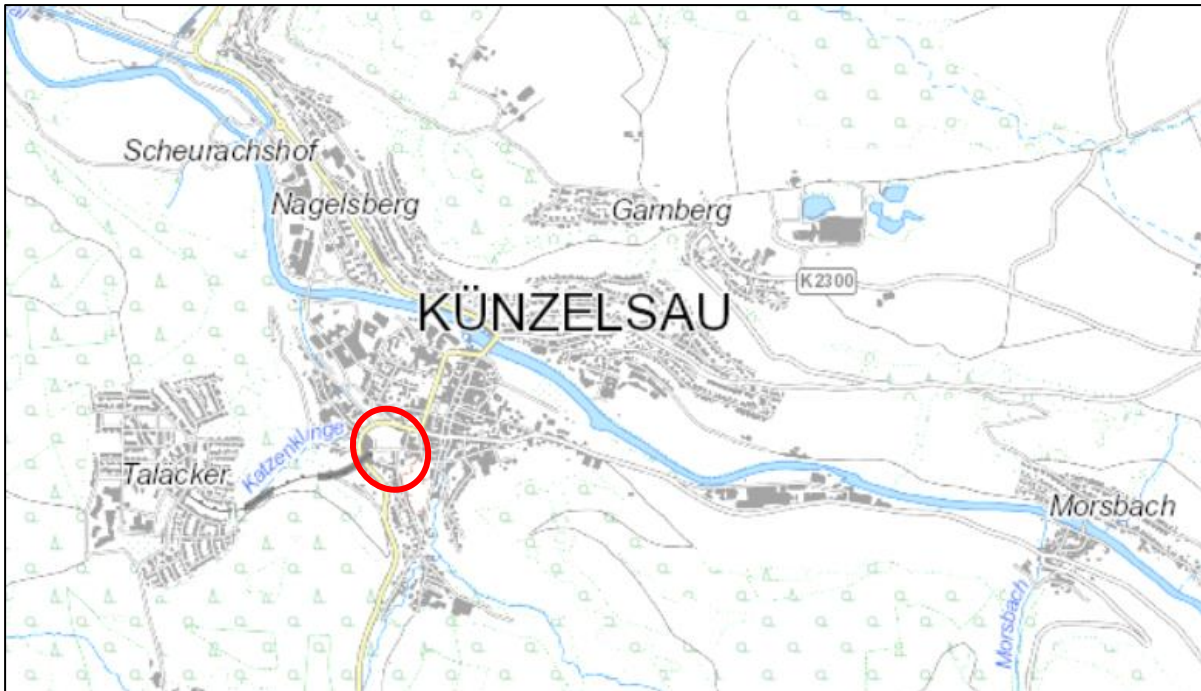 Scheurachshof
Nagelsberg
Garnberg
K2300
KÜNZELSAU
Katzenklinge
Talacker
Morsbach
Morsbach